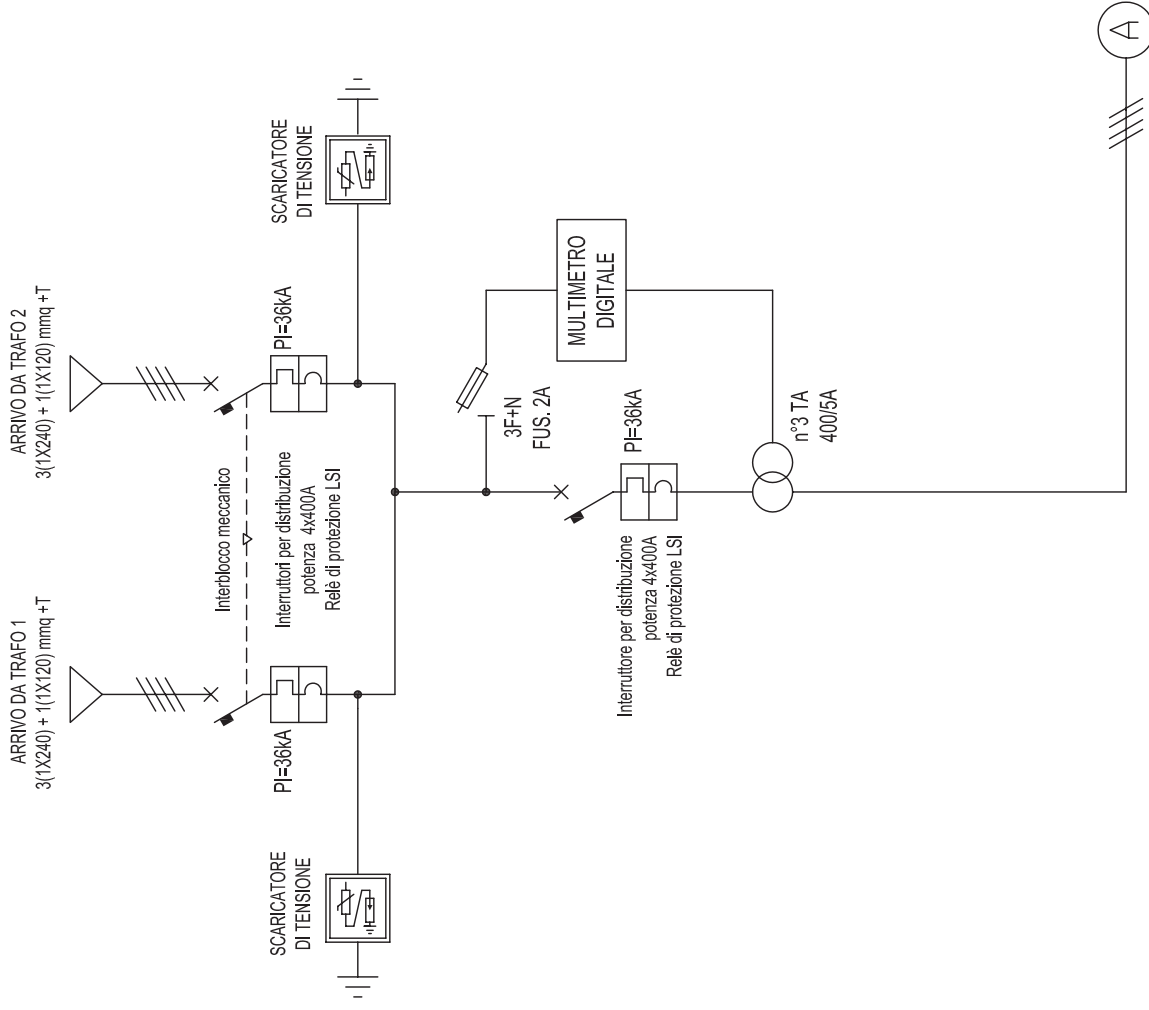 ARRIVO DA TRAFO 1
3(1X240) + 1(1X120) mmq +T
ARRIVO DA TRAFO 2
3(1X240) + 1(1X120) mmq +T
Interblocco meccanico
PI=36kA
PI=36kA
Interruttori per distribuzione
potenza 4x400A
Relè di protezione LSI
SCARICATORE
DI TENSIONE
SCARICATORE
DI TENSIONE
3F+N
FUS. 2A
MULTIMETRO
DIGITALE
PI=36kA
Interruttore per distribuzione
potenza 4x400A
Relè di protezione LSI
n°3 TA
400/5A
A